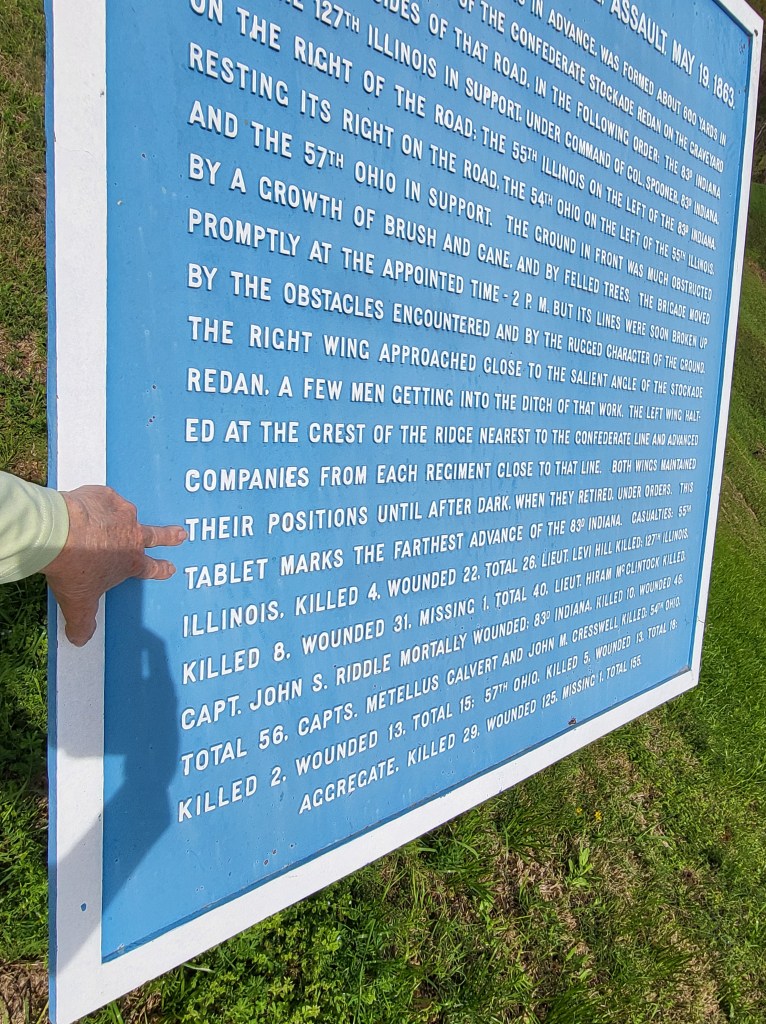 ASSAULT, MAY 19, 1863.
IN ADVANCE, WAS FORMED ABOUT 600 YARDS IN
OF THE CONFEDERATE STOCKADE REDAN ON THE GRAVEYARD
SIDES OF THAT ROAD, IN THE FOLLOWING ORDER: THE 83D INDIANA
127TH ILLINOIS IN SUPPORT, UNDER COMMAND OF COL. SPOONER, 83D INDIANA,
ON THE RIGHT OF THE ROAD; THE 55TH ILLINOIS ON THE LEFT OF THE 83D INDIANA,
RESTING ITS RIGHT ON THE ROAD, THE 54TH OHIO ON THE LEFT OF THE 55TH ILLINOIS,
AND THE 57TH OHIO IN SUPPORT. THE GROUND IN FRONT WAS MUCH OBSTRUCTED
BY A GROWTH OF BRUSH AND CANE, AND BY FELLED TREES. THE BRIGADE MOVED
PROMPTLY AT THE APPOINTED TIME - 2 P. M. BUT ITS LINES WERE SOON BROKEN UP
BY THE OBSTACLES ENCOUNTERED AND BY THE RUGGED CHARACTER OF THE GROUND.
THE RIGHT WING APPROACHED CLOSE TO THE SALIENT ANGLE OF THE STOCKADE
REDAN, A FEW MEN GETTING INTO THE DITCH OF THAT WORK, THE LEFT WING HALT-
ED AT THE CREST OF THE RIDGE NEAREST TO THE CONFEDERATE LINE AND ADVANCED
COMPANIES FROM EACH REGIMENT CLOSE TO THAT LINE. BOTH WINGS MAINTAINED
THEIR POSITIONS UNTIL AFTER DARK, WHEN THEY RETIRED, UNDER ORDERS. THIS
TABLET MARKS THE FARTHEST ADVANCE OF THE 83D INDIANA. CASUALTIES: 55TH
ILLINOIS, KILLED 4, WOUNDED 22, TOTAL 26, LIEUT. LEVI HILL KILLED; 127TH ILLINOIS,
KILLED 8, WOUNDED 31, MISSING 1, TOTAL 40, LIEUT. HIRAM McCLINTOCK KILLED,
CAPT. JOHN S. RIDDLE MORTALLY WOUNDED; 83D INDIANA, KILLED 10, WOUNDED 46,
TOTAL 56, CAPTS. METELLUS CALVERT AND JOHN M. CRESSWELL KILLED; 54TH OHIO,
KILLED 2, WOUNDED 13, TOTAL 15; 57TH OHIO, KILLED 5, WOUNDED 13, TOTAL 18;
AGGREGATE, KILLED 29, WOUNDED 125, MISSING 1, TOTAL 155.